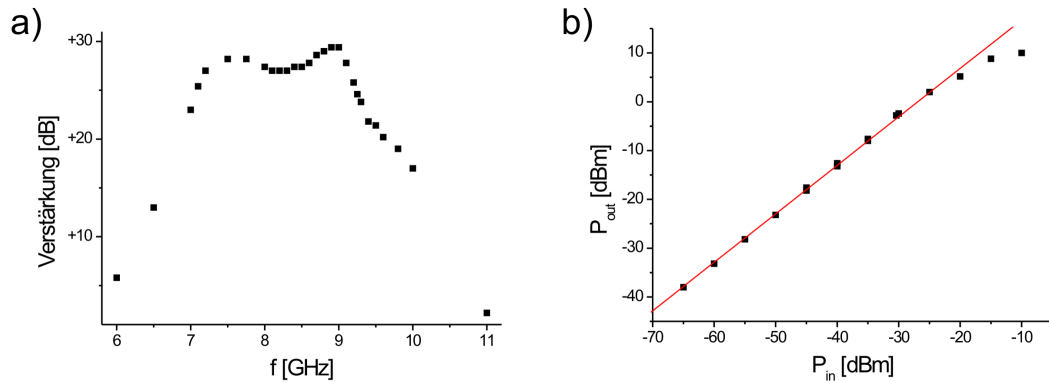 a)
+30
+20
+10
Verstärkung [dB]
6 7 8 9 10 11
f [GHz]
b)
10
0
-10
-20
-30
-40
P_out [dBm]
-70 -60 -50 -40 -30 -20 -10
P_in [dBm]